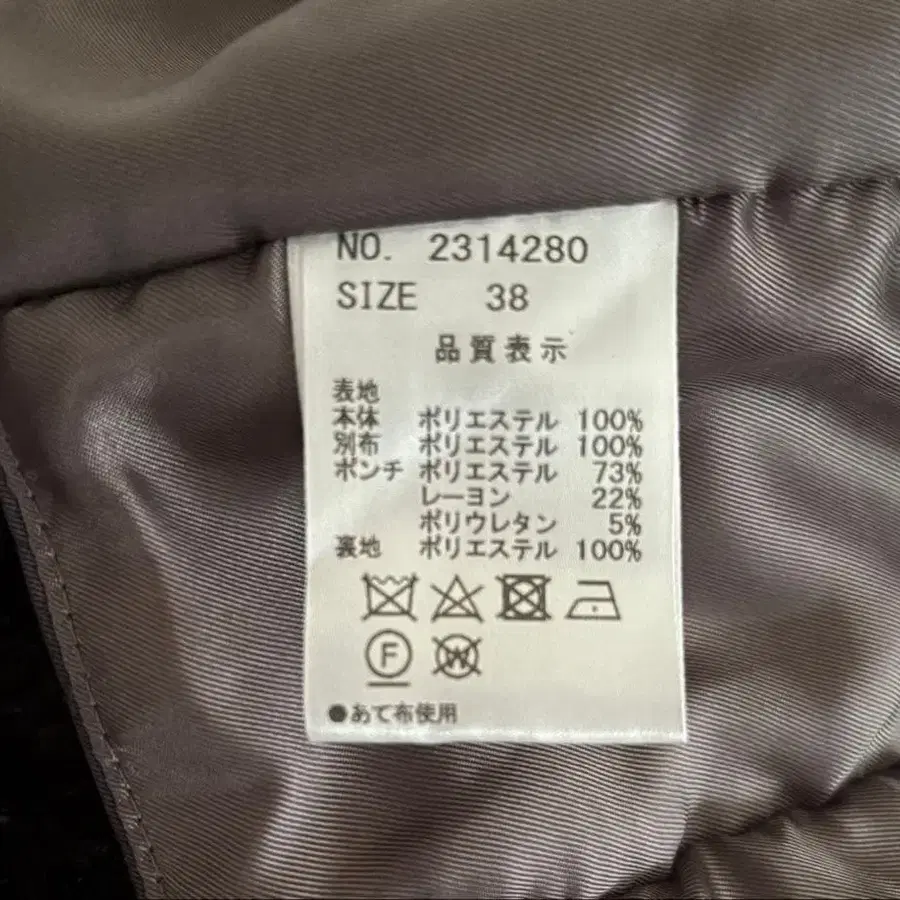 NO. 2314280
SIZE 38
品質表示
表地
本体 ポリエステル 100%
別布 ポリエステル 100%
ポンチ ポリエステル 73%
レーヨン 22%
ポリウレタン 5%
裏地 ポリエステル 100%
F W
●あて布使用